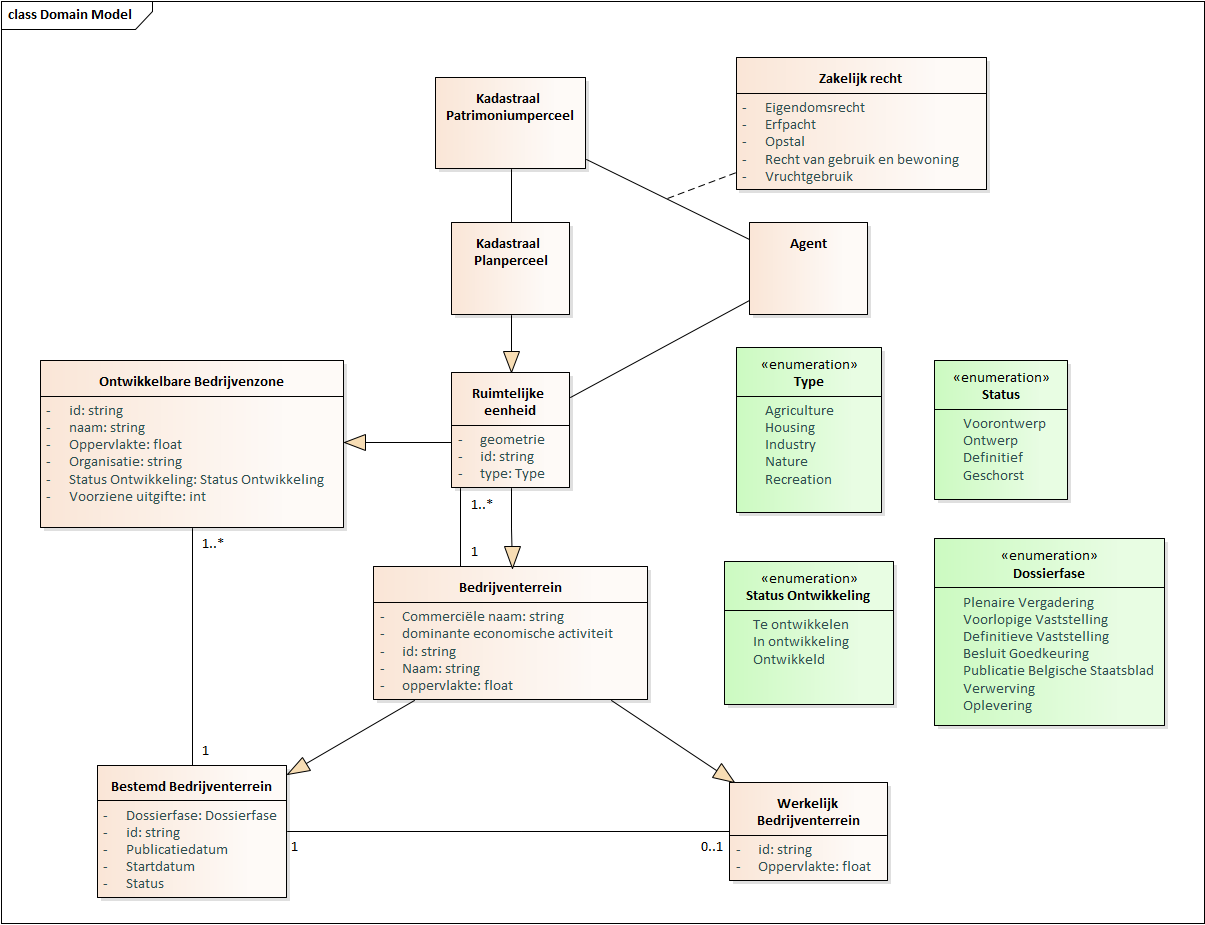 class Domain Model
Kadastraal
Patrimoniumperceel
Zakelijk recht
- Eigendomsrecht
- Erfpacht
- Opstal
- Recht van gebruik en bewoning
- Vruchtgebruik
Kadastraal
Planperceel
Agent
Ontwikkelbare Bedrijvenzone
- id: string
- naam: string
- Oppervlakte: float
- Organisatie: string
- Status Ontwikkeling: Status Ontwikkeling
- Voorziene uitgifte: int
Ruimtelijke
eenheid
- geometrie
- id: string
- type: Type
«enumeration»
Type
Agriculture
Housing
Industry
Nature
Recreation
«enumeration»
Status
Voorontwerp
Ontwerp
Definitief
Geschorst
1..*
1
1..*
1
Bedrijventerrein
- Commerciële naam: string
- dominante economische activiteit
- id: string
- Naam: string
- oppervlakte: float
«enumeration»
Status Ontwikkeling
Te ontwikkelen
In ontwikkeling
Ontwikkeld
«enumeration»
Dossierfase
Plenaire Vergadering
Voorlopige Vaststelling
Definitieve Vaststelling
Besluit Goedkeuring
Publicatie Belgische Staatsblad
Verwerving
Oplevering
Bestemd Bedrijventerrein
- Dossierfase: Dossierfase
- id: string
- Publicatiedatum
- Startdatum
- Status
1
0..1
Werkelijk
Bedrijventerrein
- id: string
- Oppervlakte: float